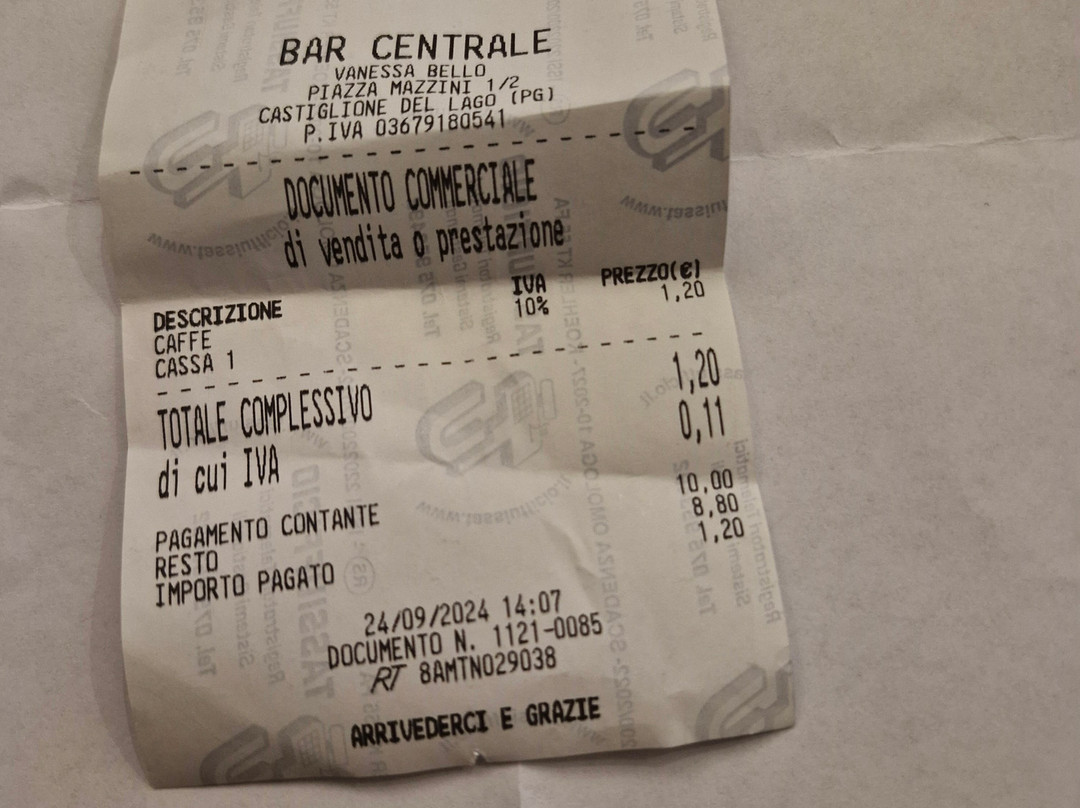 BAR CENTRALE
VANESSA BELLO
PIAZZA MAZZINI 1/2
CASTIGLIONE DEL LAGO (PG)
P.IVA 03679180541
DOCUMENTO COMMERCIALE
di vendita o prestazione
DESCRIZIONE IVA PREZZO(€)
CAFFE 10% 1,20
CASSA 1
TOTALE COMPLESSIVO 1,20
di cui IVA 0,11
PAGAMENTO CONTANTE 10,00
RESTO 8,80
IMPORTO PAGATO 1,20
24/09/2024 14:07
DOCUMENTO N. 1121-0085
RT 8AMTN029038
ARRIVEDERCI E GRAZIE